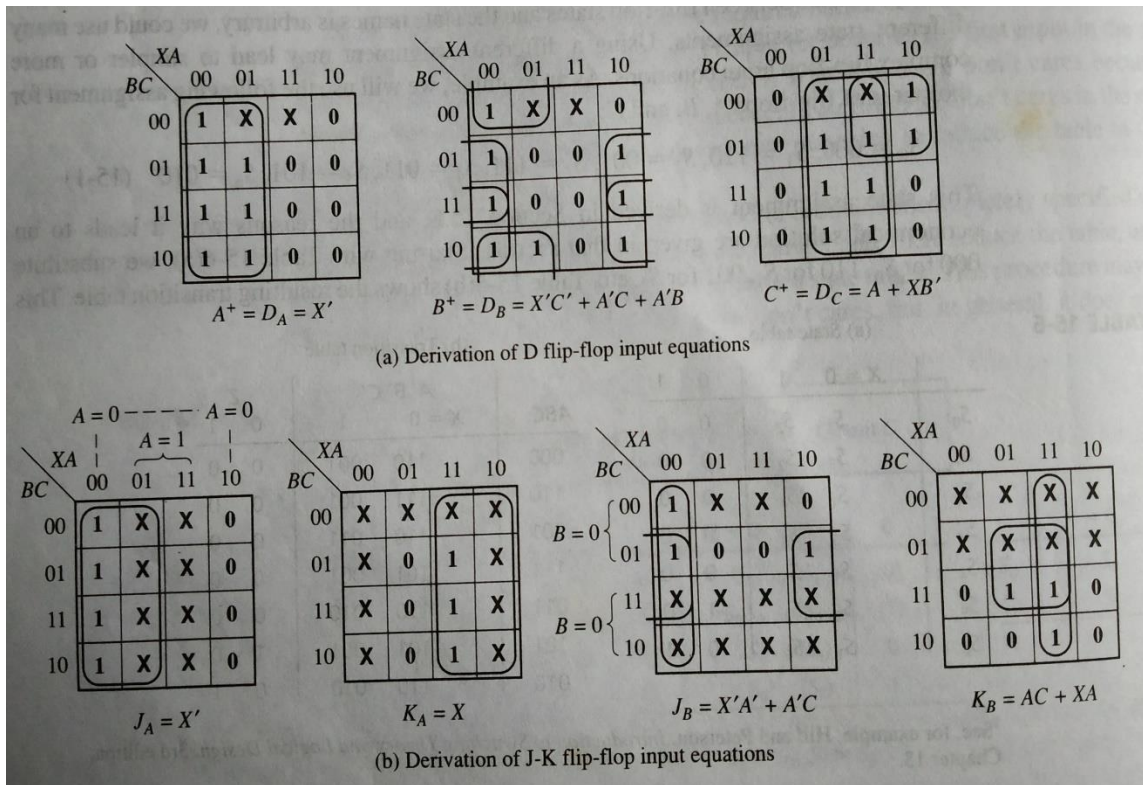 XA
BC 00 01 11 10
00 1 X X 0
01 1 1 0 0
11 1 1 0 0
10 1 1 0 0
A⁺ = D_A = X′
XA
BC 00 01 11 10
00 1 X X 0
01 1 0 0 1
11 1 0 0 1
10 1 1 0 1
B⁺ = D_B = X′C′ + A′C + A′B
XA
BC 00 01 11 10
00 0 X X 1
01 0 1 1 1
11 0 1 1 0
10 0 1 1 0
C⁺ = D_C = A + XB′
(a) Derivation of D flip-flop input equations
A = 0 ---- A = 0
A = 1
XA
BC 00 01 11 10
00 1 X X 0
01 1 X X 0
11 1 X X 0
10 1 X X 0
J_A = X′
XA
BC 00 01 11 10
00 X X X X
01 X 0 1 X
11 X 0 1 X
10 X 0 1 X
K_A = X
XA
BC 00 01 11 10
00 1 X X 0
B = 0
01 1 0 0 1
11 X X X X
B = 0
10 X X X X
J_B = X′A′ + A′C
XA
BC 00 01 11 10
00 X X X X
01 X X X X
11 0 1 1 0
10 0 0 1 0
K_B = AC + XA
(b) Derivation of J-K flip-flop input equations